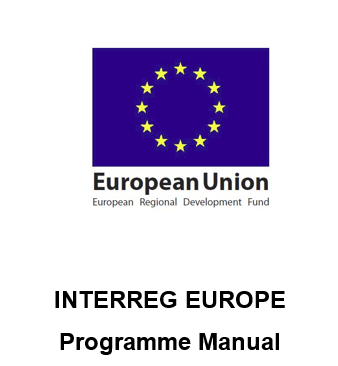 European Union
European Regional Development Fund
INTERREG EUROPE
Programme Manual